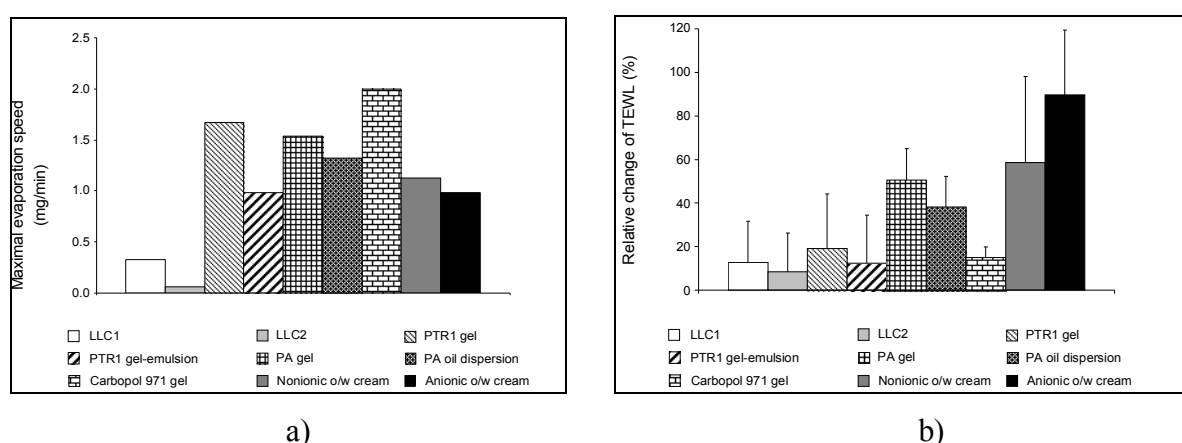 Maximal evaporation speed
(mg/min)
2.5
2.0
1.5
1.0
0.5
0.0
LLC1
LLC2
PTR1 gel
PTR1 gel-emulsion
PA gel
PA oil dispersion
Carbopol 971 gel
Nonionic o/w cream
Anionic o/w cream
a)
Relative change of TEWL (%)
120
100
80
60
40
20
0
LLC1
LLC2
PTR1 gel
PTR1 gel-emulsion
PA gel
PA oil dispersion
Carbopol 971 gel
Nonionic o/w cream
Anionic o/w cream
b)